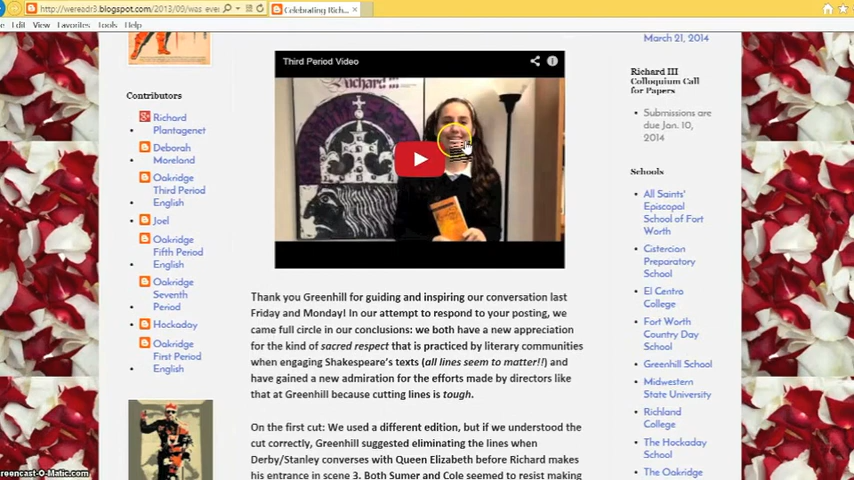 http://wereadr3.blogspot.com/2013/09/was-ever
Celebrating Rich...
Edit View Favorites Tools Help
Contributors
Richard
Plantagenet
Deborah
Moreland
Oakridge
Third Period
English
Joel
Oakridge
Fifth Period
English
Oakridge
Seventh
Period
Hockaday
Oakridge
First Period
English
Third Period Video
Richard III
Thank you Greenhill for guiding and inspiring our conversation last
Friday and Monday! In our attempt to respond to your posting, we
came full circle in our conclusions: we both have a new appreciation
for the kind of sacred respect that is practiced by literary communities
when engaging Shakespeare's texts (all lines seem to matter!!) and
have gained a new admiration for the efforts made by directors like
that at Greenhill because cutting lines is tough.
On the first cut: We used a different edition, but if we understood the
cut correctly, Greenhill suggested eliminating the lines when
Derby/Stanley converses with Queen Elizabeth before Richard makes
his entrance in scene 3. Both Sumer and Cole seemed to resist making
March 21, 2014
Richard III
Colloquium Call
for Papers
Submissions are
due Jan. 10,
2014
Schools
All Saints'
Episcopal
School of Fort
Worth
Cistercian
Preparatory
School
El Centro
College
Fort Worth
Country Day
School
Greenhill School
Midwestern
State University
Richland
College
The Hockaday
School
The Oakridge
reencast-O-Matic.com